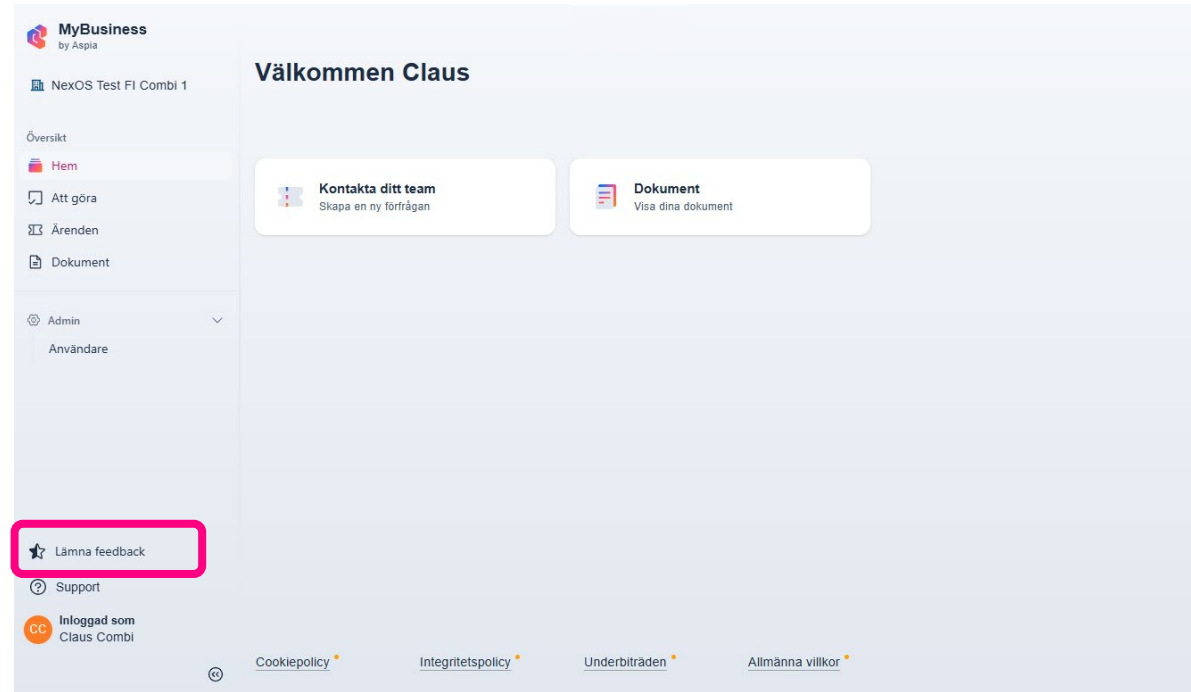 MyBusiness
by Aspia
NexOS Test FI Combi 1
Översikt
Hem
Att göra
Ärenden
Dokument
Admin
Användare
Lämna feedback
Support
CC
Inloggad som
Claus Combi
Välkommen Claus
Kontakta ditt team
Skapa en ny förfrågan
Dokument
Visa dina dokument
Cookiepolicy
Integritetspolicy
Underbiträden
Allmänna villkor